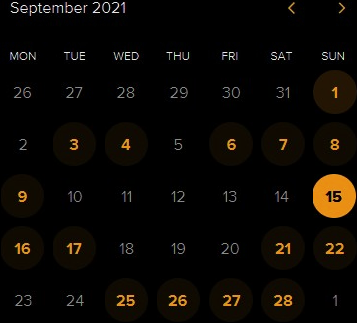 September 2021
MON TUE WED THU FRI SAT SUN
26 27 28 29 30 31 1
2 3 4 5 6 7 8
9 10 11 12 13 14 15
16 17 18 19 20 21 22
23 24 25 26 27 28 1